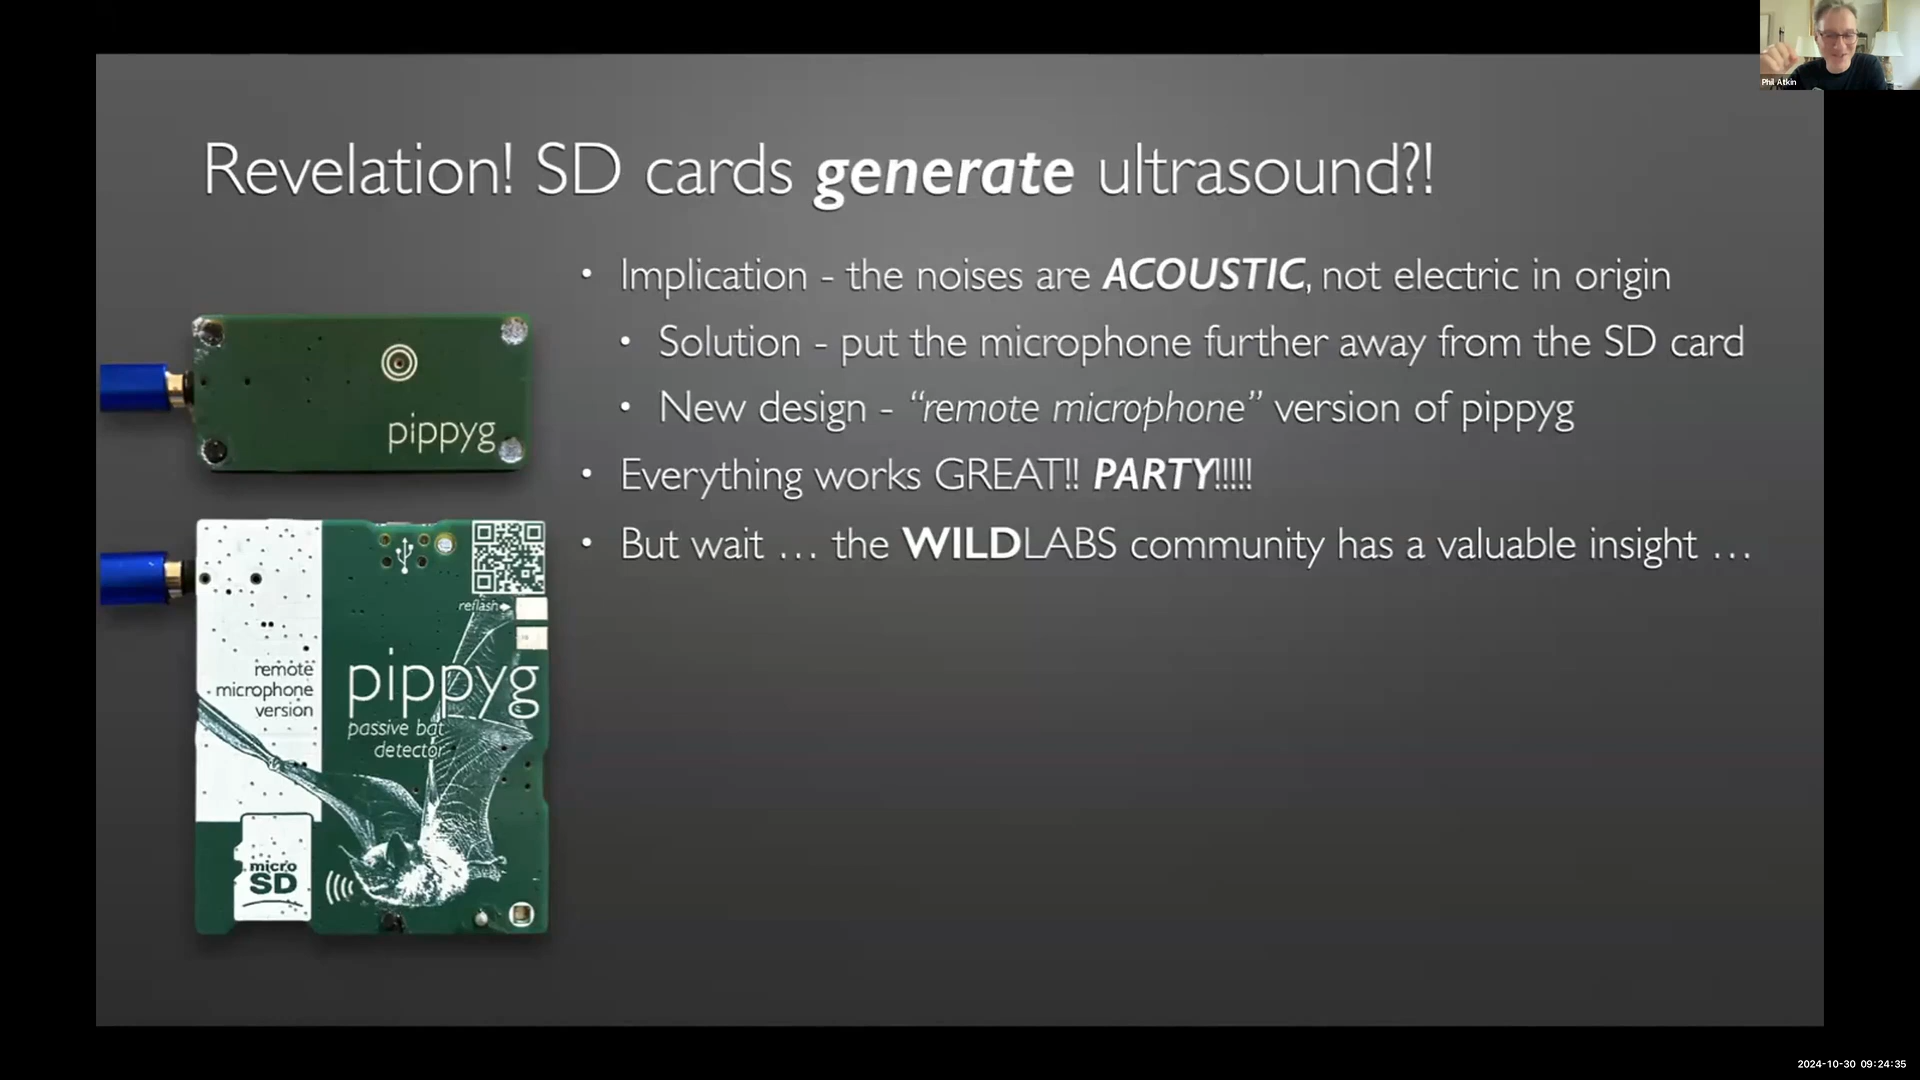 Phil Atkin
Revelation! SD cards generate ultrasound?!
• Implication - the noises are ACOUSTIC, not electric in origin
• Solution - put the microphone further away from the SD card
• New design - “remote microphone” version of pippyg
• Everything works GREAT!! PARTY!!!!!
• But wait … the WILDLABS community has a valuable insight …
pippyg
reflash
remote
microphone
version
pippyg
passive bat
detector
micro
SD
2024-10-30 09:24:35